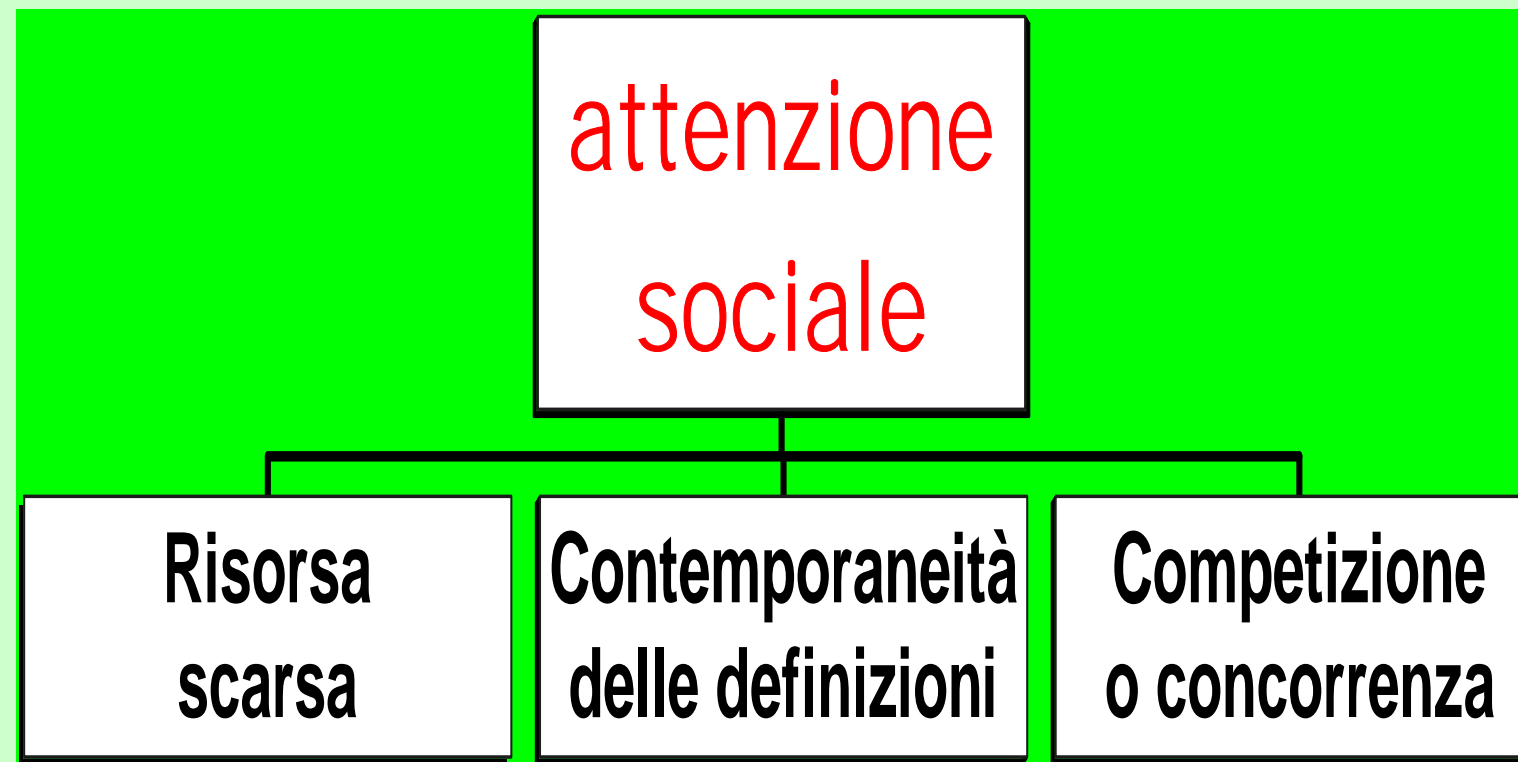 attenzione
sociale
Risorsa
scarsa
Contemporaneità
delle definizioni
Competizione
o concorrenza